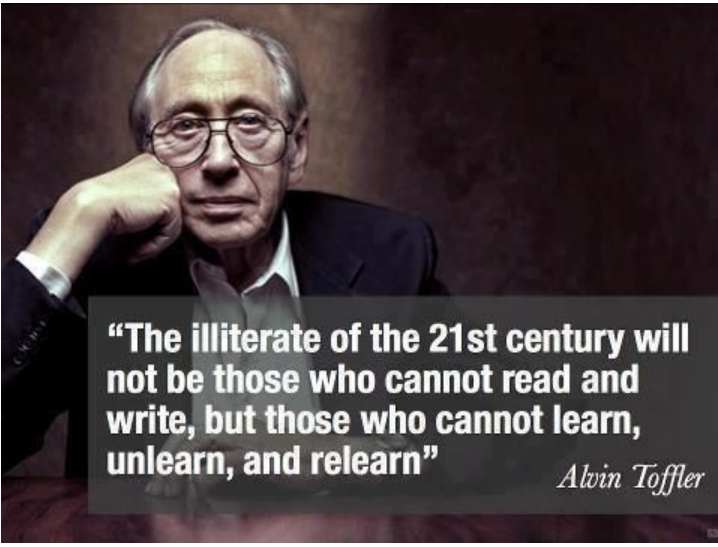 “The illiterate of the 21st century will
not be those who cannot read and
write, but those who cannot learn,
unlearn, and relearn”
Alvin Toffler